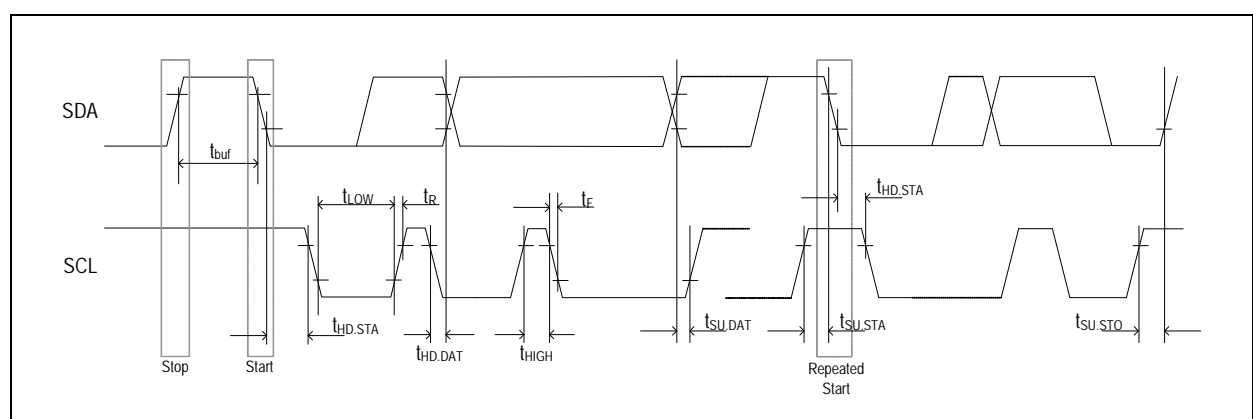 SDA
tbuf
tLOW
tR
tF
tHD.STA
SCL
tHD.STA
tHD.DAT
tHIGH
tSU.DAT
tSU.STA
tSU.STO
Stop
Start
Repeated
Start